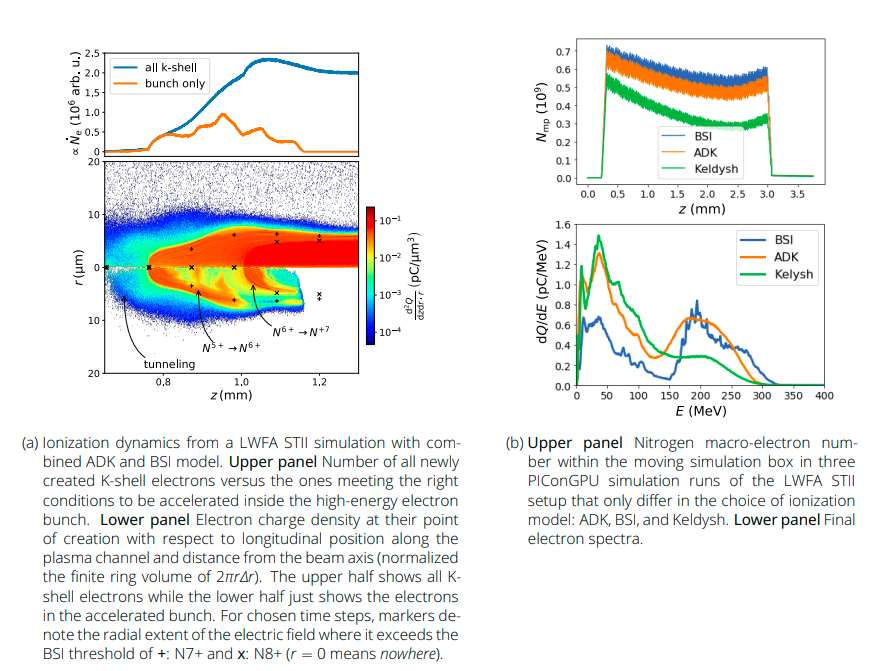 2.5
2.0
1.5
1.0
0.5
0
∝ Ṅe (10⁶ arb. u.)
all k-shell
bunch only
20
10
0
10
20
r (μm)
0.8 1.0 1.2
z (mm)
tunneling
N⁵⁺ → N⁶⁺
N⁶⁺ → N⁺⁷
10⁻¹
10⁻²
10⁻³
10⁻⁴
d²Q/dzdr·r (pC/μm³)
(a) Ionization dynamics from a LWFA STII simulation with com-
bined ADK and BSI model. Upper panel Number of all newly
created K-shell electrons versus the ones meeting the right
conditions to be accelerated inside the high-energy electron
bunch. Lower panel Electron charge density at their point
of creation with respect to longitudinal position along the
plasma channel and distance from the beam axis (normalized
the finite ring volume of 2πrΔr). The upper half shows all K-
shell electrons while the lower half just shows the electrons
in the accelerated bunch. For chosen time steps, markers de-
note the radial extent of the electric field where it exceeds the
BSI threshold of +: N7+ and x: N8+ (r = 0 means nowhere).
0.7
0.6
0.5
0.4
0.3
0.2
0.1
0.0
Nmp (10⁹)
BSI
ADK
Keldysh
0.0 0.5 1.0 1.5 2.0 2.5 3.0 3.5
z (mm)
1.6
1.4
1.2
1.0
0.8
0.6
0.4
0.2
0.0
dQ/dE (pC/MeV)
BSI
ADK
Kelysh
0 50 100 150 200 250 300 350 400
E (MeV)
(b) Upper panel Nitrogen macro-electron num-
ber within the moving simulation box in three
PIConGPU simulation runs of the LWFA STII
setup that only differ in the choice of ionization
model: ADK, BSI, and Keldysh. Lower panel Final
electron spectra.